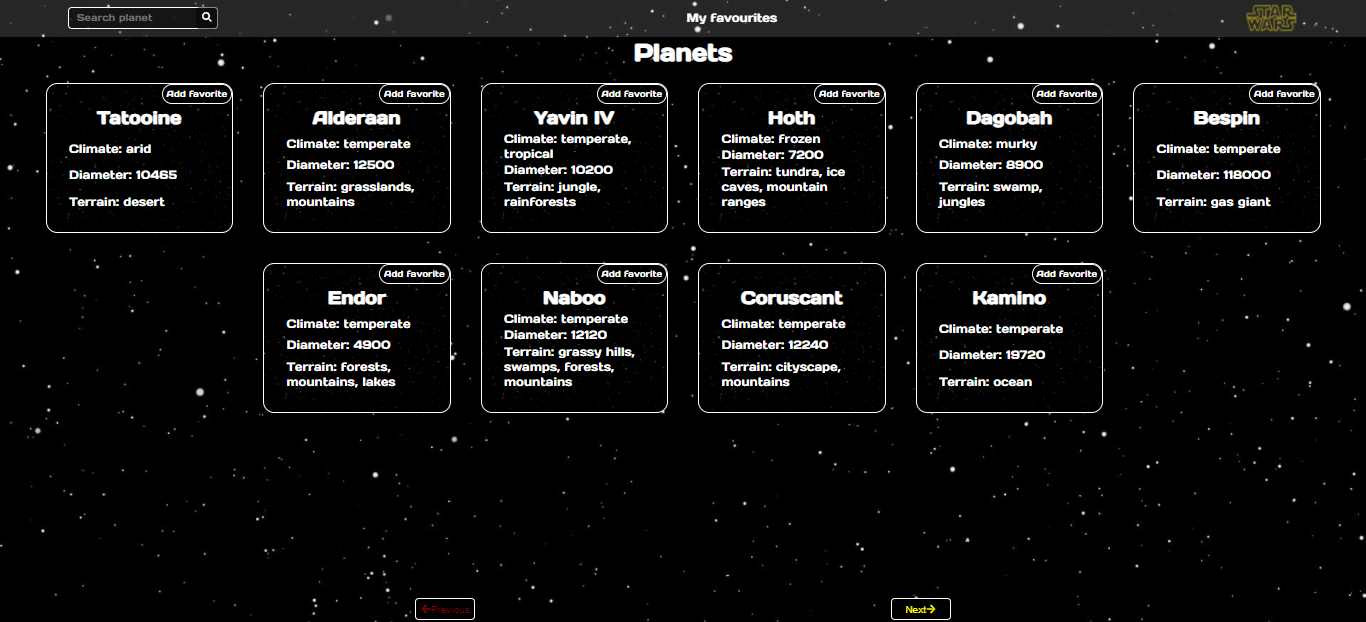 Search planet
My favourites
STAR
WARS
Planets
Add favorite
Tatooine
Climate: arid
Diameter: 10465
Terrain: desert
Add favorite
Alderaan
Climate: temperate
Diameter: 12500
Terrain: grasslands,
mountains
Add favorite
Yavin IV
Climate: temperate,
tropical
Diameter: 10200
Terrain: jungle,
rainforests
Add favorite
Hoth
Climate: frozen
Diameter: 7200
Terrain: tundra, ice
caves, mountain
ranges
Add favorite
Dagobah
Climate: murky
Diameter: 8900
Terrain: swamp,
jungles
Add favorite
Bespin
Climate: temperate
Diameter: 118000
Terrain: gas giant
Add favorite
Endor
Climate: temperate
Diameter: 4900
Terrain: forests,
mountains, lakes
Add favorite
Naboo
Climate: temperate
Diameter: 12120
Terrain: grassy hills,
swamps, forests,
mountains
Coruscant
Climate: temperate
Diameter: 12240
Terrain: cityscape,
mountains
Add favorite
Kamino
Climate: temperate
Diameter: 19720
Terrain: ocean
Previous
Next